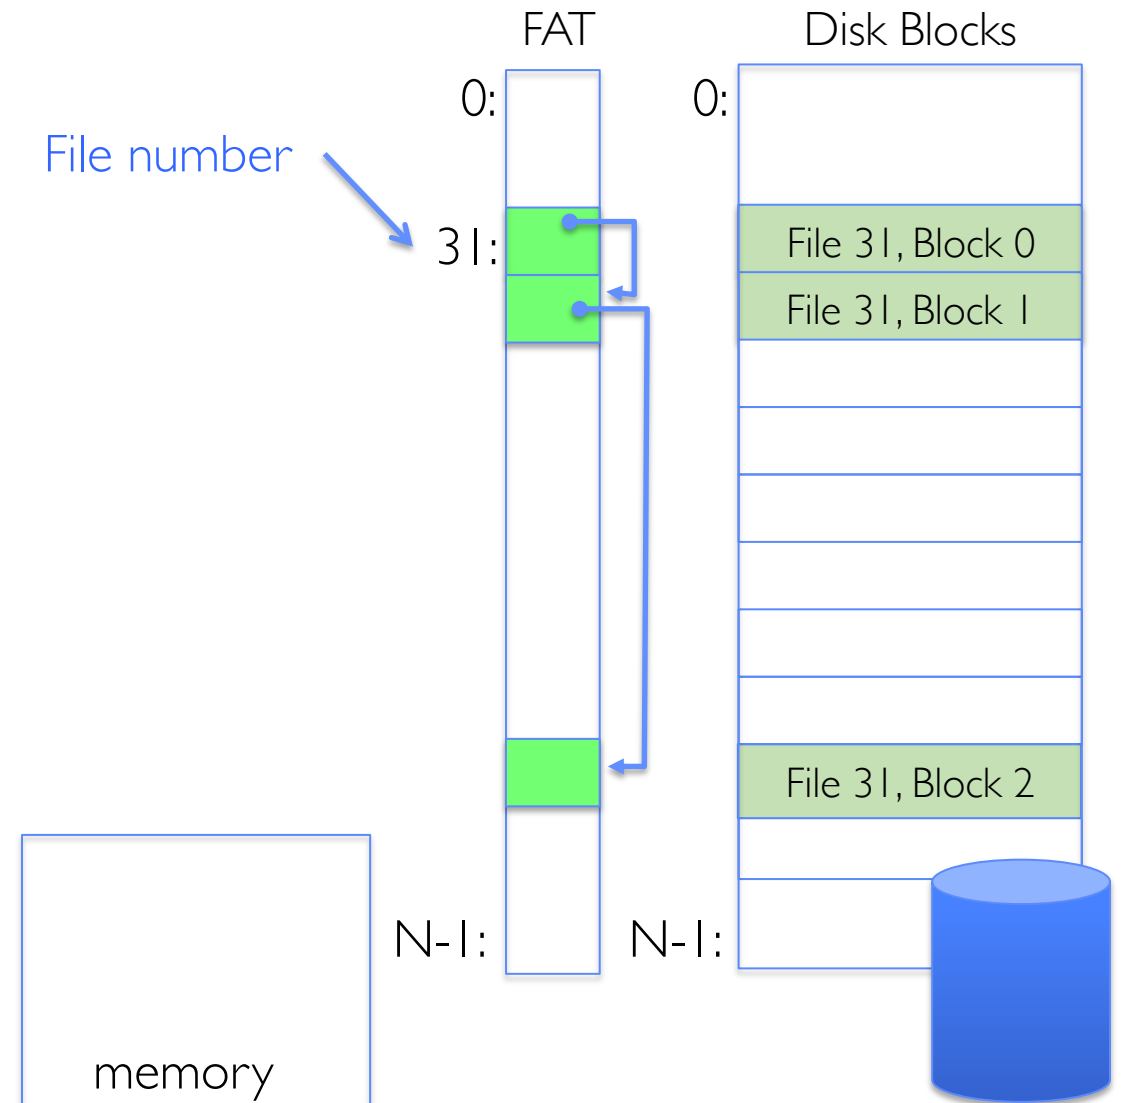 FAT
Disk Blocks
0:
0:
File number
31:
File 31, Block 0
File 31, Block 1
File 31, Block 2
N-1:
N-1:
memory